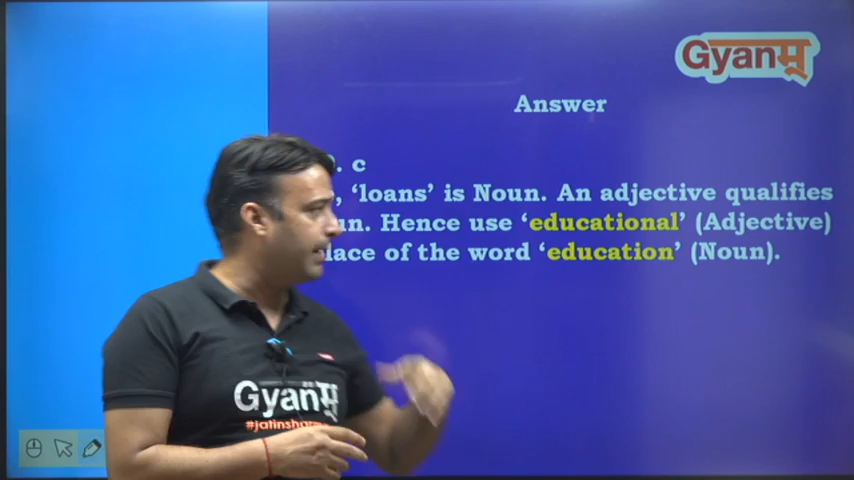 Gyanम्
Answer
. c
, ‘loans’ is Noun. An adjective qualifies
un. Hence use ‘educational’ (Adjective)
lace of the word ‘education’ (Noun).
Gyanम्